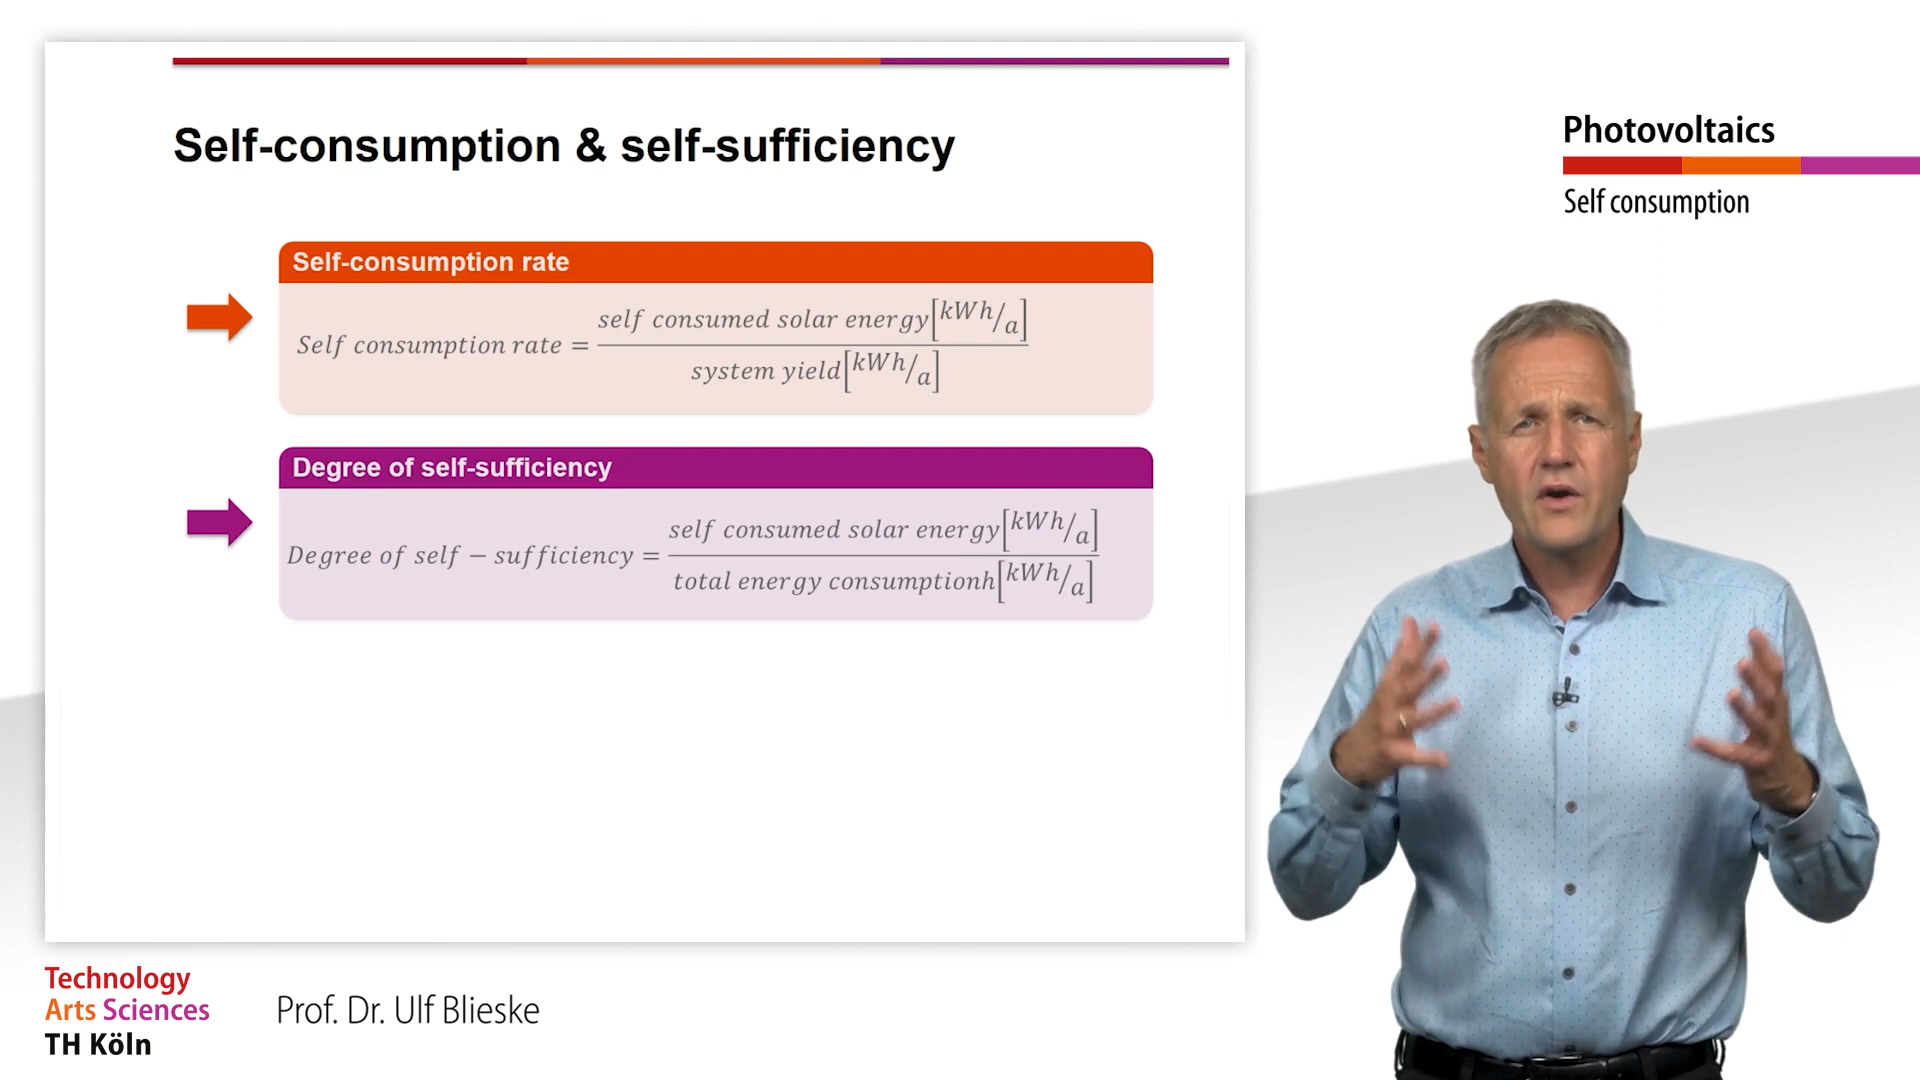 Self-consumption & self-sufficiency
Self-consumption rate
Self consumption rate = self consumed solar energy[kWh/a] / system yield[kWh/a]
Degree of self-sufficiency
Degree of self − sufficiency = self consumed solar energy[kWh/a] / total energy consumptionh[kWh/a]
Photovoltaics
Self consumption
Technology
Arts Sciences
TH Köln
Prof. Dr. Ulf Blieske